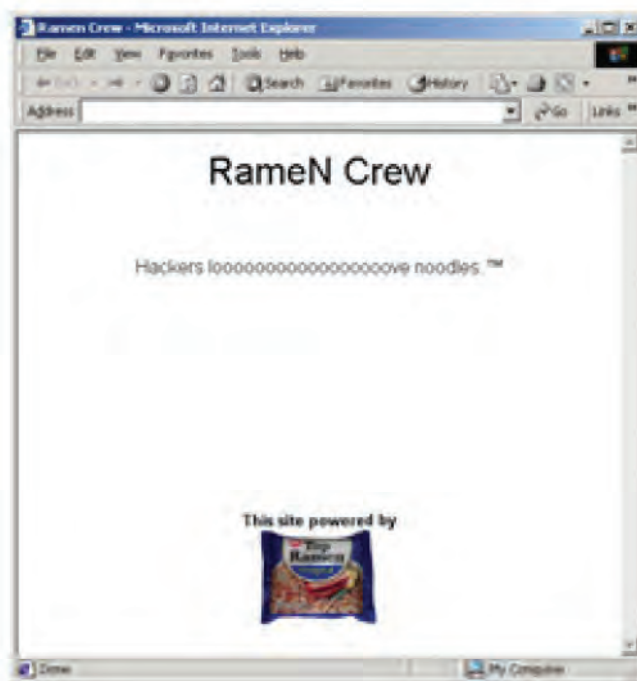 Ramen Crew - Microsoft Internet Explorer
File Edit View Favorites Tools Help
Search Favorites History
Address Go Links »
RameN Crew
Hackers looooooooooooooooooove noodles.™
This site powered by
Top
Ramen
Done My Computer